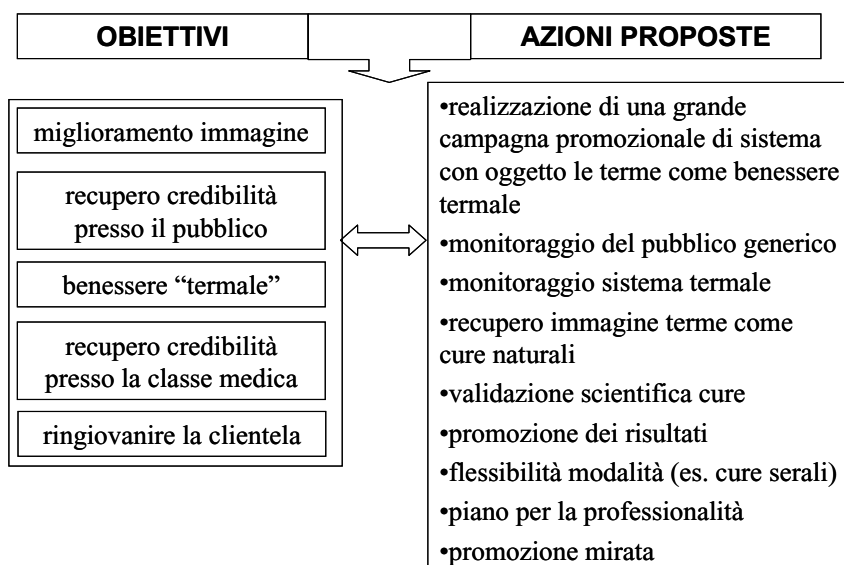 OBIETTIVI
AZIONI PROPOSTE
miglioramento immagine
recupero credibilità
presso il pubblico
benessere “termale”
recupero credibilità
presso la classe medica
ringiovanire la clientela
•realizzazione di una grande
campagna promozionale di sistema
con oggetto le terme come benessere
termale
•monitoraggio del pubblico generico
•monitoraggio sistema termale
•recupero immagine terme come
cure naturali
•validazione scientifica cure
•promozione dei risultati
•flessibilità modalità (es. cure serali)
•piano per la professionalità
•promozione mirata